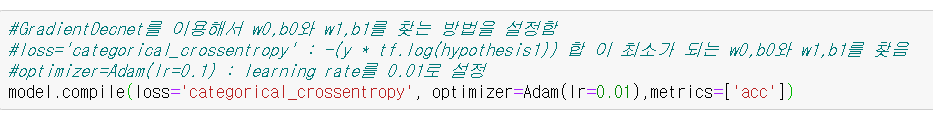 #GradientDecnet를 이용해서 w0,b0와 w1,b1를 찾는 방법을 설정함
#loss='categorical_crossentropy' : -(y * tf.log(hypothesis1)) 합 이 최소가 되는 w0,b0와 w1,b1를 찾음
#optimizer=Adam(lr=0.1) : learning rate를 0.01로 설정
model.compile(loss='categorical_crossentropy', optimizer=Adam(lr=0.01),metrics=['acc'])